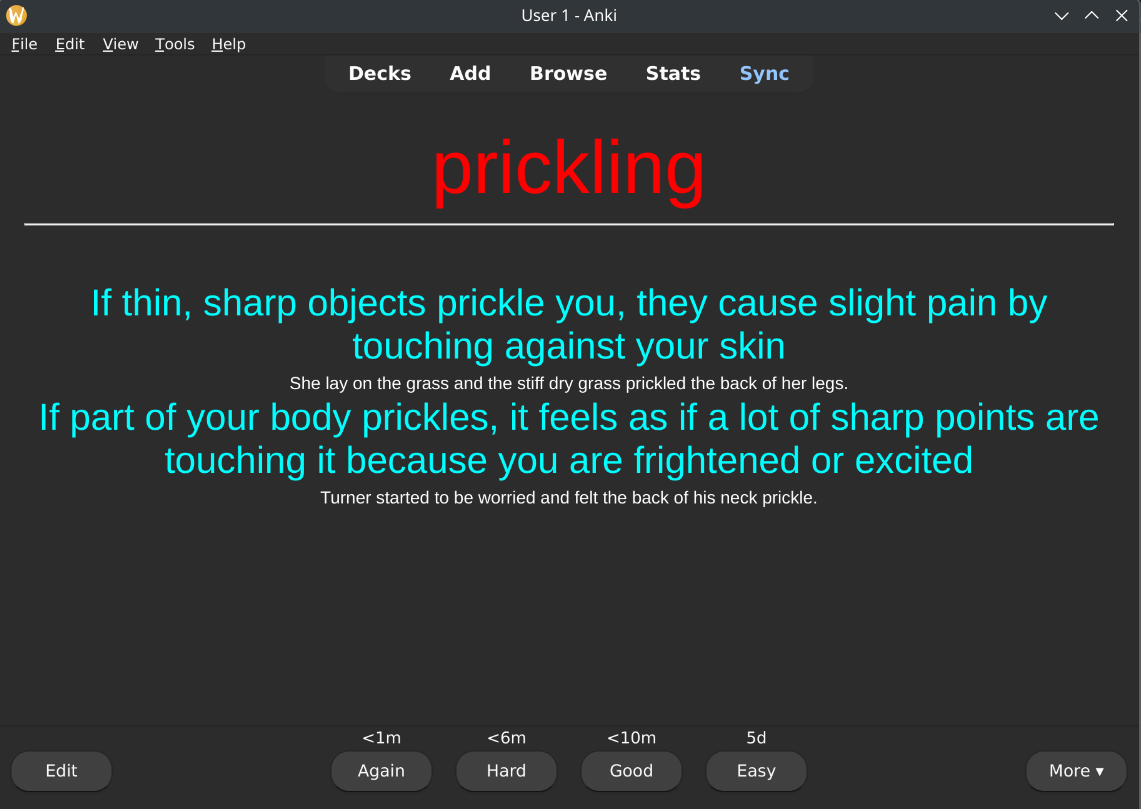 User 1 - Anki
File Edit View Tools Help
Decks Add Browse Stats Sync
prickling
If thin, sharp objects prickle you, they cause slight pain by
touching against your skin
She lay on the grass and the stiff dry grass prickled the back of her legs.
If part of your body prickles, it feels as if a lot of sharp points are
touching it because you are frightened or excited
Turner started to be worried and felt the back of his neck prickle.
<1m <6m <10m 5d
Edit Again Hard Good Easy More ▾